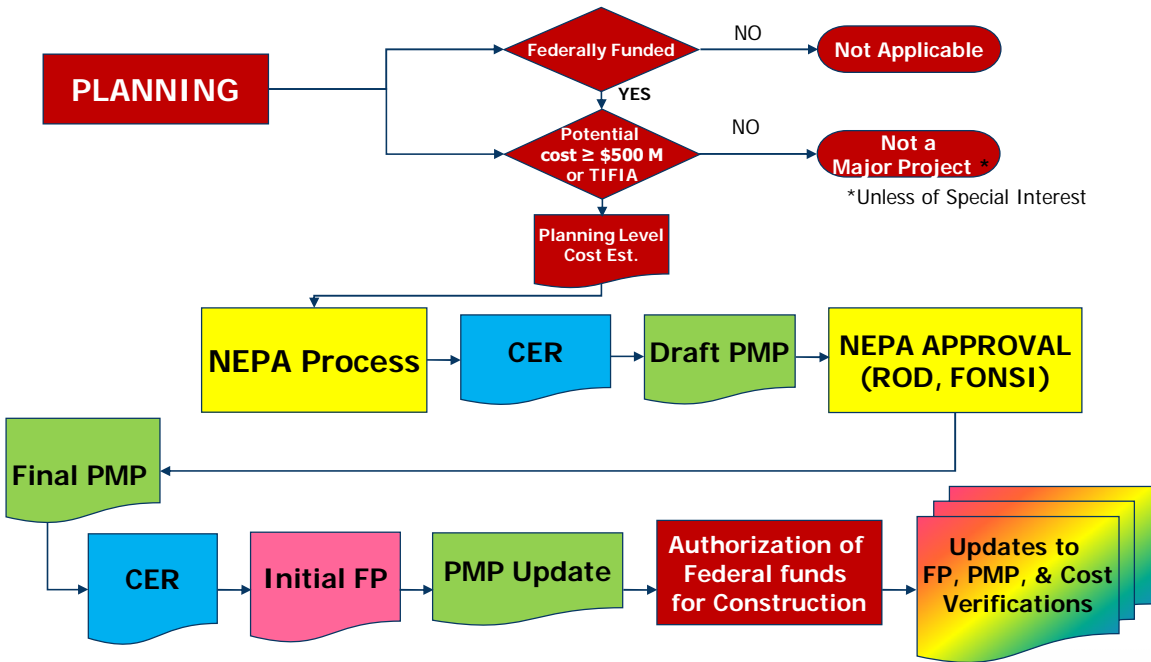 PLANNING
Federally Funded
NO
Not Applicable
YES
Potential
cost ≥ $500 M
or TIFIA
NO
Not a
Major Project *
*Unless of Special Interest
Planning Level
Cost Est.
NEPA Process
CER
Draft PMP
NEPA APPROVAL
(ROD, FONSI)
Final PMP
CER
Initial FP
PMP Update
Authorization of
Federal funds
for Construction
Updates to
FP, PMP, & Cost
Verifications